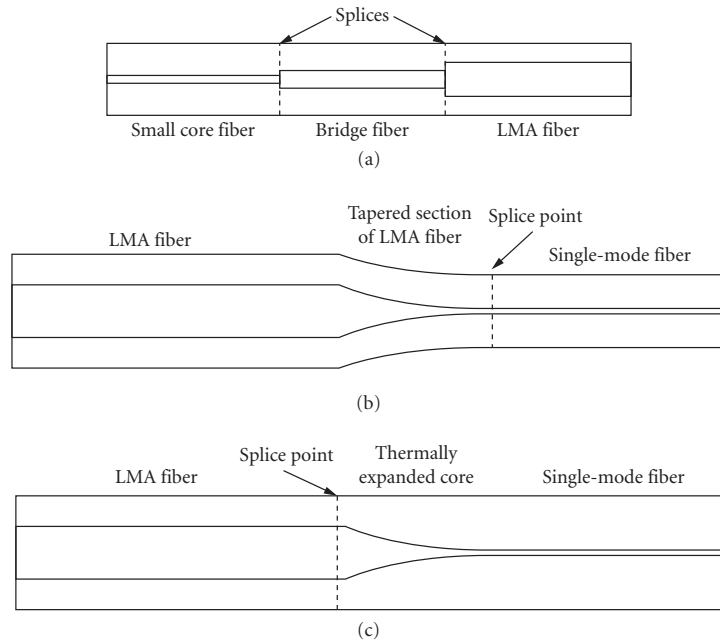 Splices
Small core fiber
Bridge fiber
LMA fiber
(a)
LMA fiber
Tapered section
of LMA fiber
Splice point
Single-mode fiber
(b)
LMA fiber
Splice point
Thermally
expanded core
Single-mode fiber
(c)